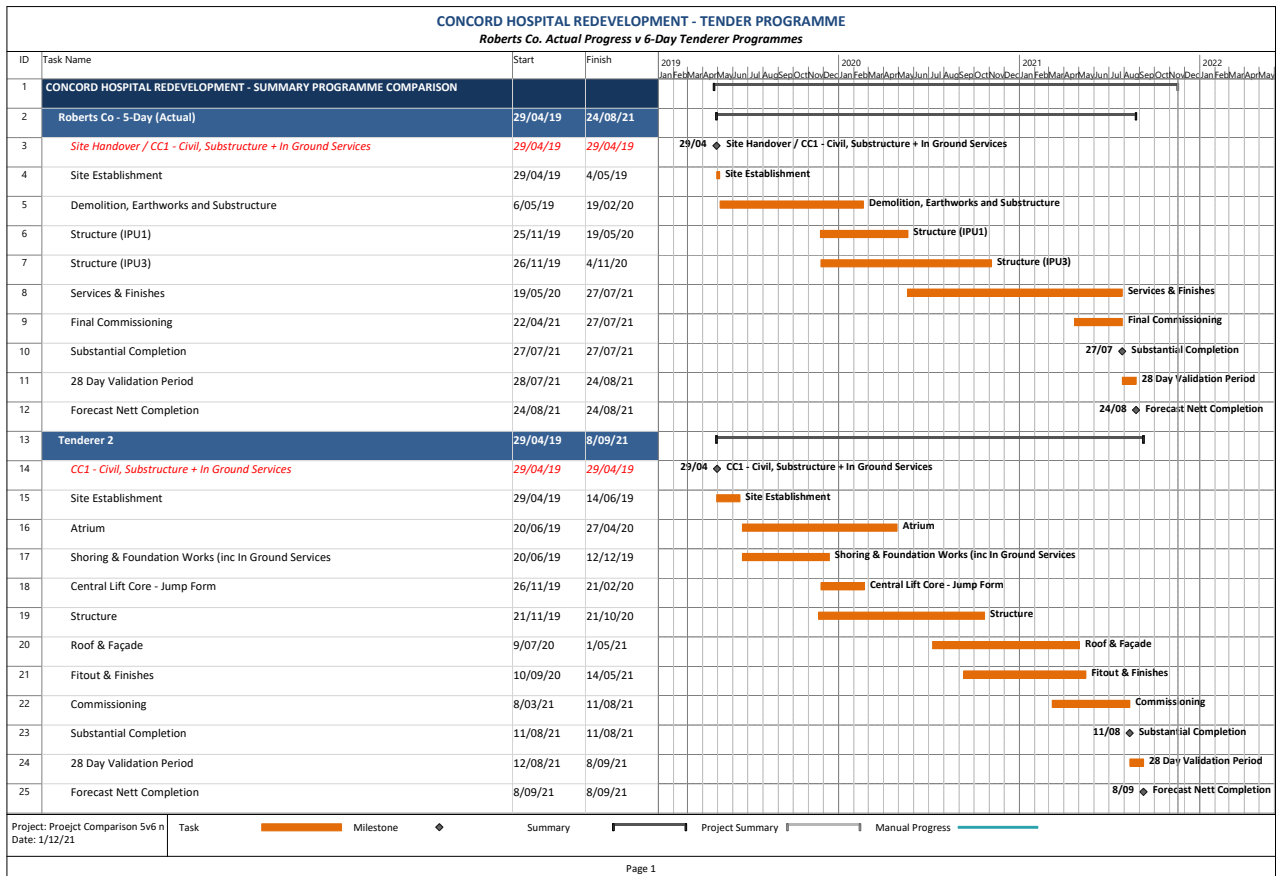 CONCORD HOSPITAL REDEVELOPMENT - TENDER PROGRAMME
Roberts Co. Actual Progress v 6-Day Tenderer Programmes
ID Task Name Start Finish 2019 2020 2021 2022
Jan Feb Mar Apr May Jun Jul Aug Sep Oct Nov Dec Jan Feb Mar Apr May Jun Jul Aug Sep Oct Nov Dec Jan Feb Mar Apr May Jun Jul Aug Sep Oct Nov Dec Jan Feb Mar Apr May
1 CONCORD HOSPITAL REDEVELOPMENT - SUMMARY PROGRAMME COMPARISON
2 Roberts Co - 5-Day (Actual) 29/04/19 24/08/21
3 Site Handover / CC1 - Civil, Substructure + In Ground Services 29/04/19 29/04/19 29/04 Site Handover / CC1 - Civil, Substructure + In Ground Services
4 Site Establishment 29/04/19 4/05/19 Site Establishment
5 Demolition, Earthworks and Substructure 6/05/19 19/02/20 Demolition, Earthworks and Substructure
6 Structure (IPU1) 25/11/19 19/05/20 Structure (IPU1)
7 Structure (IPU3) 26/11/19 4/11/20 Structure (IPU3)
8 Services & Finishes 19/05/20 27/07/21 Services & Finishes
9 Final Commissioning 22/04/21 27/07/21 Final Commissioning
10 Substantial Completion 27/07/21 27/07/21 27/07 Substantial Completion
11 28 Day Validation Period 28/07/21 24/08/21 28 Day Validation Period
12 Forecast Nett Completion 24/08/21 24/08/21 24/08 Forecast Nett Completion
13 Tenderer 2 29/04/19 8/09/21
14 CC1 - Civil, Substructure + In Ground Services 29/04/19 29/04/19 29/04 CC1 - Civil, Substructure + In Ground Services
15 Site Establishment 29/04/19 14/06/19 Site Establishment
16 Atrium 20/06/19 27/04/20 Atrium
17 Shoring & Foundation Works (inc In Ground Services 20/06/19 12/12/19 Shoring & Foundation Works (inc In Ground Services
18 Central Lift Core - Jump Form 26/11/19 21/02/20 Central Lift Core - Jump Form
19 Structure 21/11/19 21/10/20 Structure
20 Roof & Façade 9/07/20 1/05/21 Roof & Façade
21 Fitout & Finishes 10/09/20 14/05/21 Fitout & Finishes
22 Commissioning 8/03/21 11/08/21 Commissioning
23 Substantial Completion 11/08/21 11/08/21 11/08 Substantial Completion
24 28 Day Validation Period 12/08/21 8/09/21 28 Day Validation Period
25 Forecast Nett Completion 8/09/21 8/09/21 8/09 Forecast Nett Completion
Project: Proejct Comparison 5v6 n
Date: 1/12/21
Task Milestone Summary Project Summary Manual Progress
Page 1